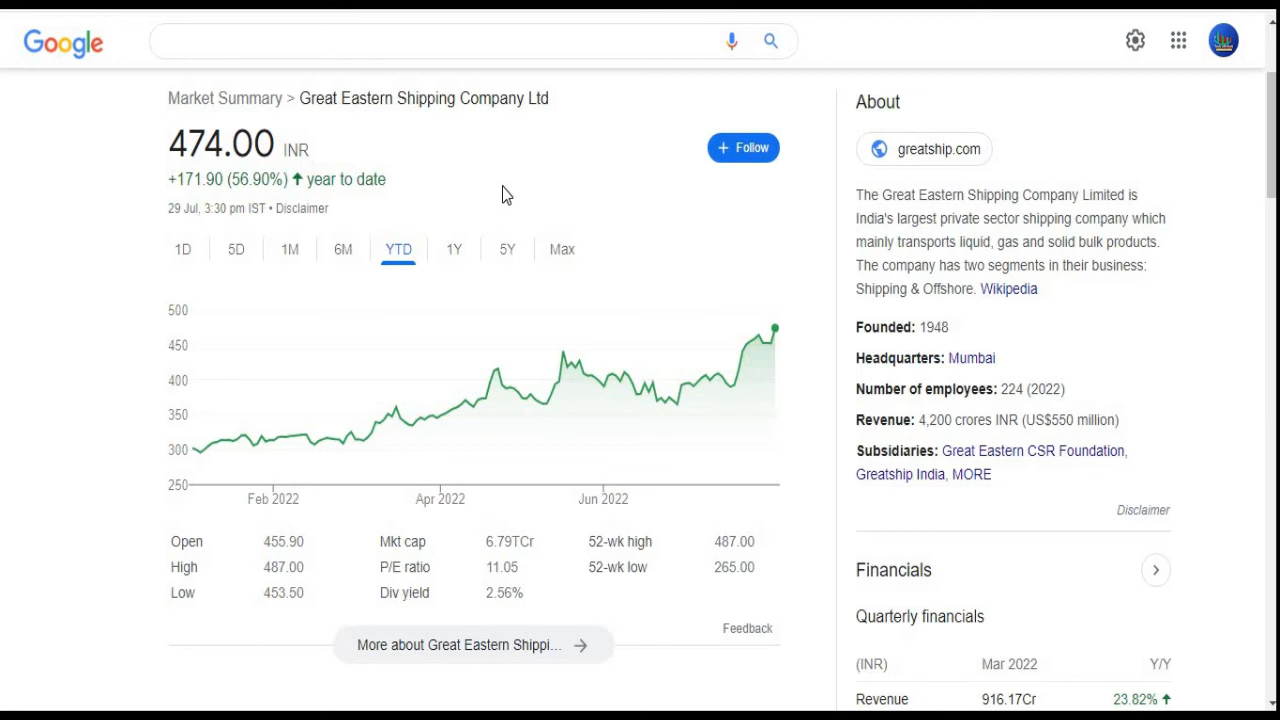 Google
Market Summary > Great Eastern Shipping Company Ltd
474.00 INR
+ Follow
+171.90 (56.90%) ↑ year to date
29 Jul, 3:30 pm IST • Disclaimer
1D 5D 1M 6M YTD 1Y 5Y Max
500
450
400
350
300
250
Feb 2022 Apr 2022 Jun 2022
Open 455.90 Mkt cap 6.79TCr 52-wk high 487.00
High 487.00 P/E ratio 11.05 52-wk low 265.00
Low 453.50 Div yield 2.56%
Feedback
More about Great Eastern Shippi... →
About
greatship.com
The Great Eastern Shipping Company Limited is
India's largest private sector shipping company which
mainly transports liquid, gas and solid bulk products.
The company has two segments in their business:
Shipping & Offshore. Wikipedia
Founded: 1948
Headquarters: Mumbai
Number of employees: 224 (2022)
Revenue: 4,200 crores INR (US$550 million)
Subsidiaries: Great Eastern CSR Foundation,
Greatship India, MORE
Disclaimer
Financials
Quarterly financials
(INR) Mar 2022 Y/Y
Revenue 916.17Cr 23.82% ↑